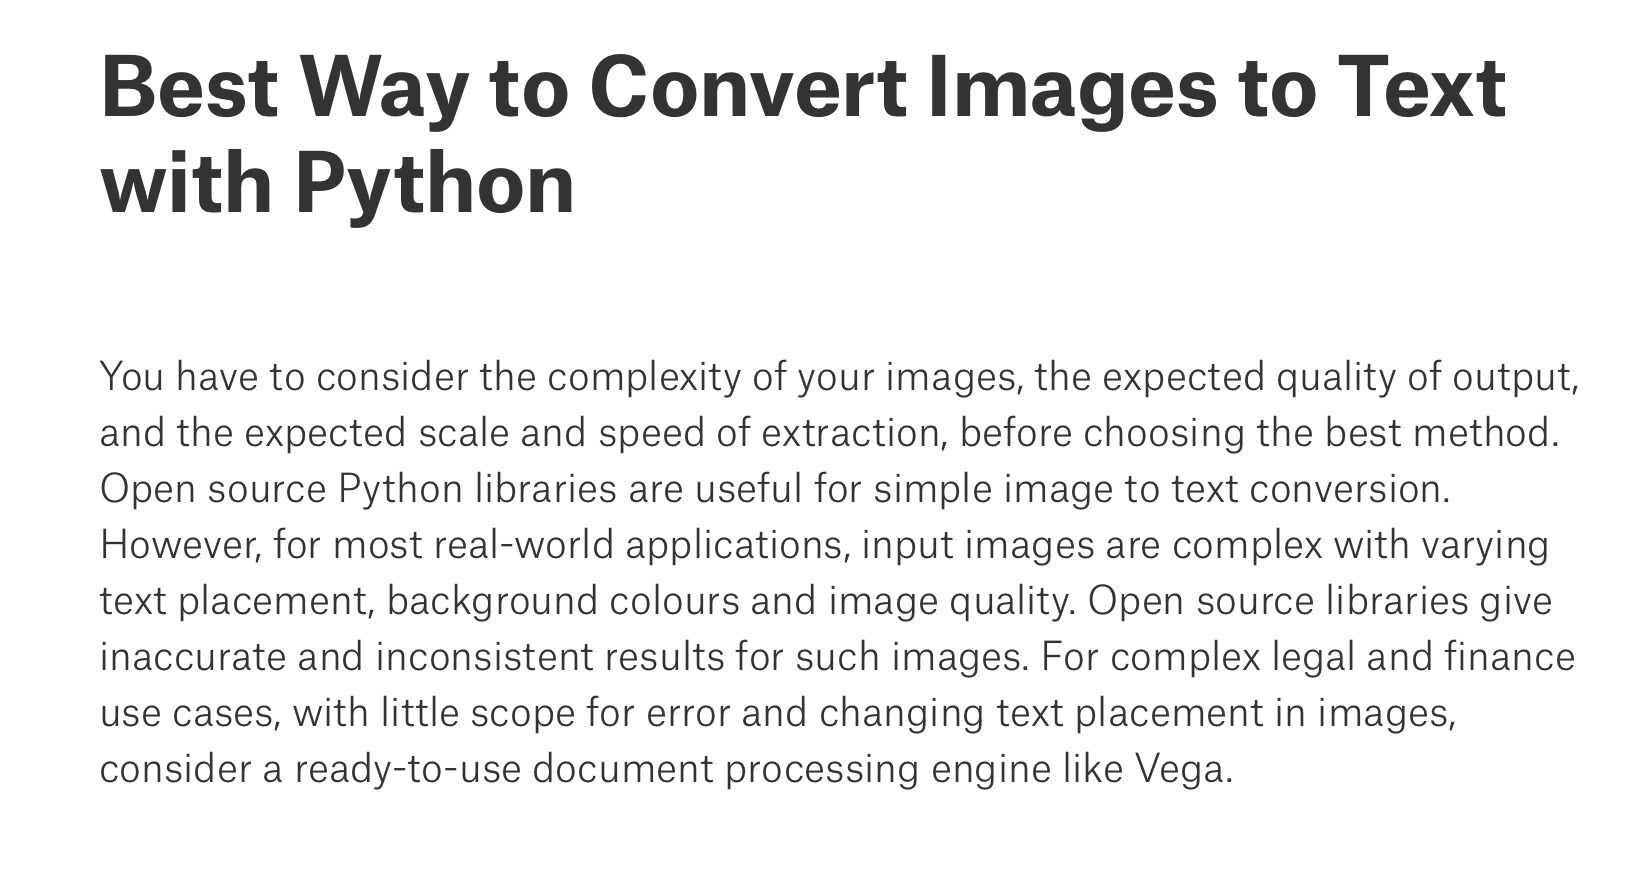 Best Way to Convert Images to Text
with Python
You have to consider the complexity of your images, the expected quality of output,
and the expected scale and speed of extraction, before choosing the best method.
Open source Python libraries are useful for simple image to text conversion.
However, for most real-world applications, input images are complex with varying
text placement, background colours and image quality. Open source libraries give
inaccurate and inconsistent results for such images. For complex legal and finance
use cases, with little scope for error and changing text placement in images,
consider a ready-to-use document processing engine like Vega.